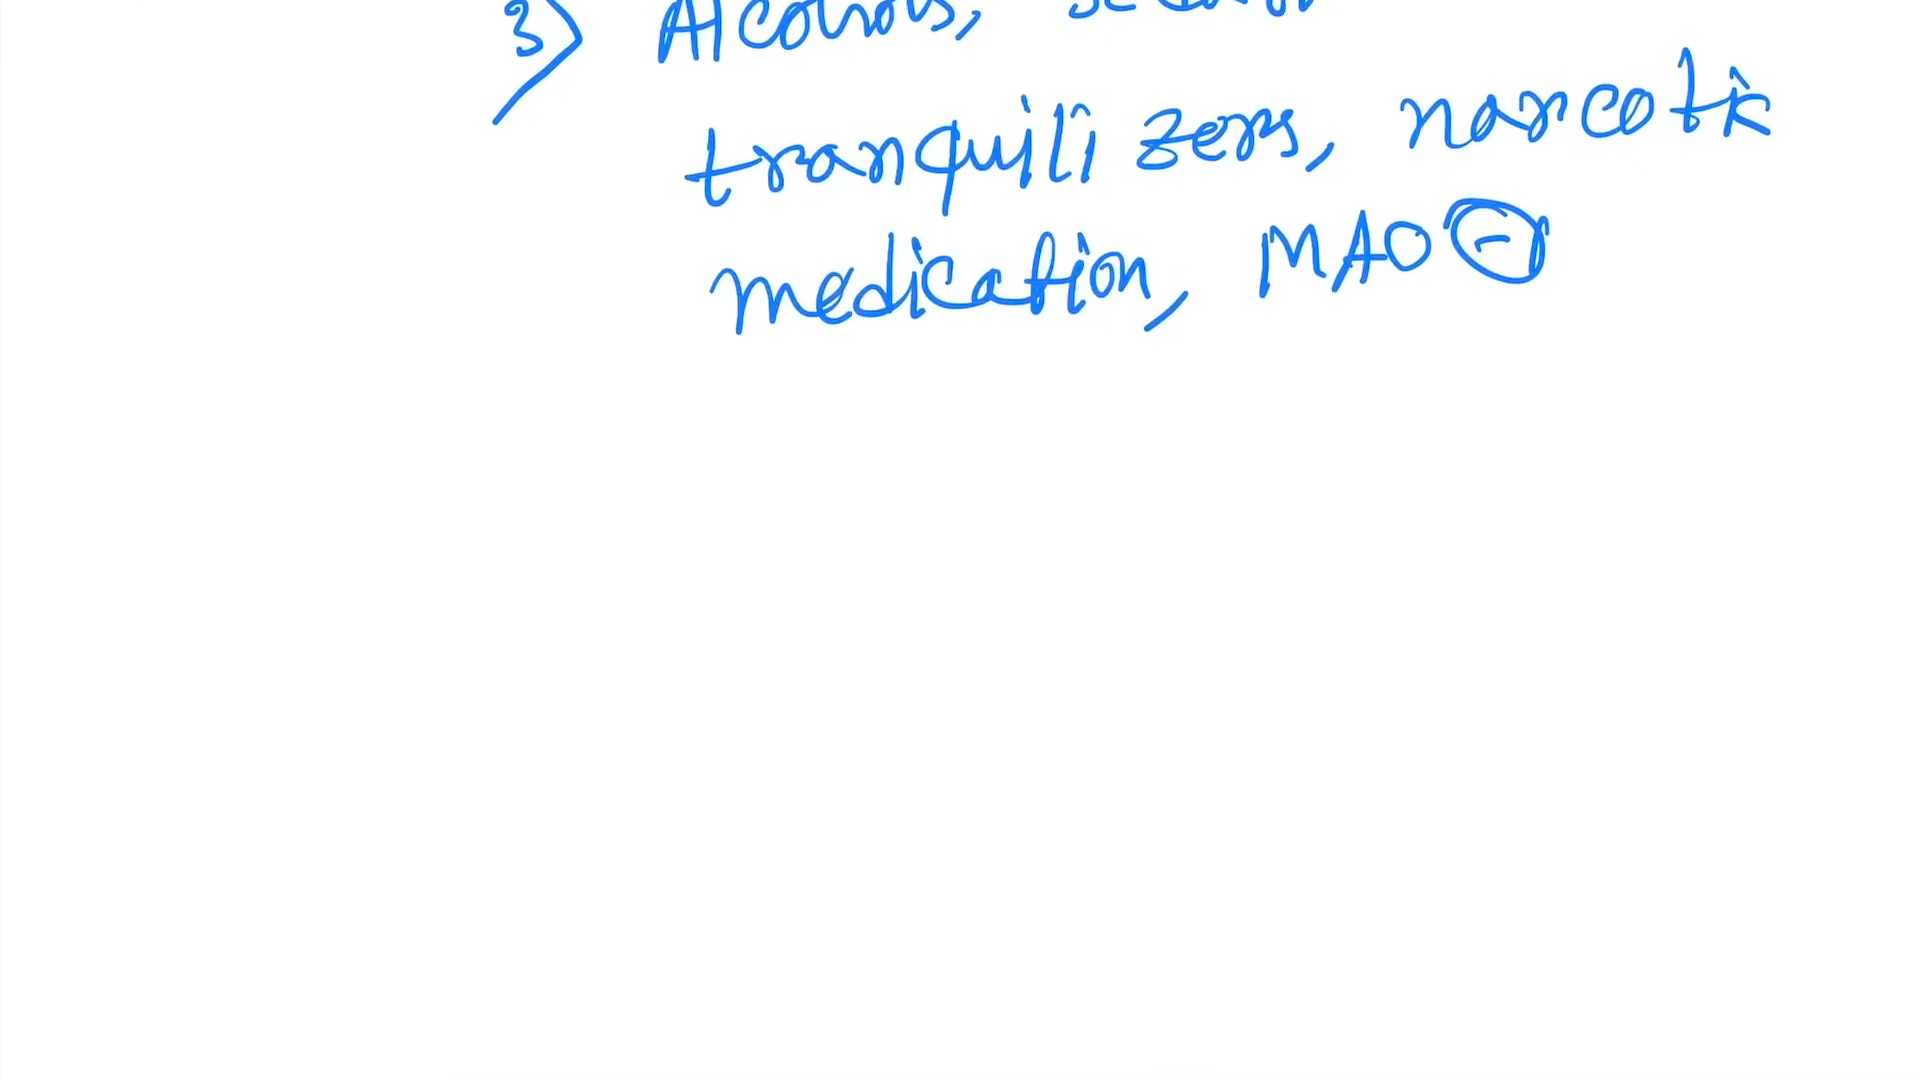 3) Alcohols,
tranquilizers, narcotic
medication, MAO ⊖